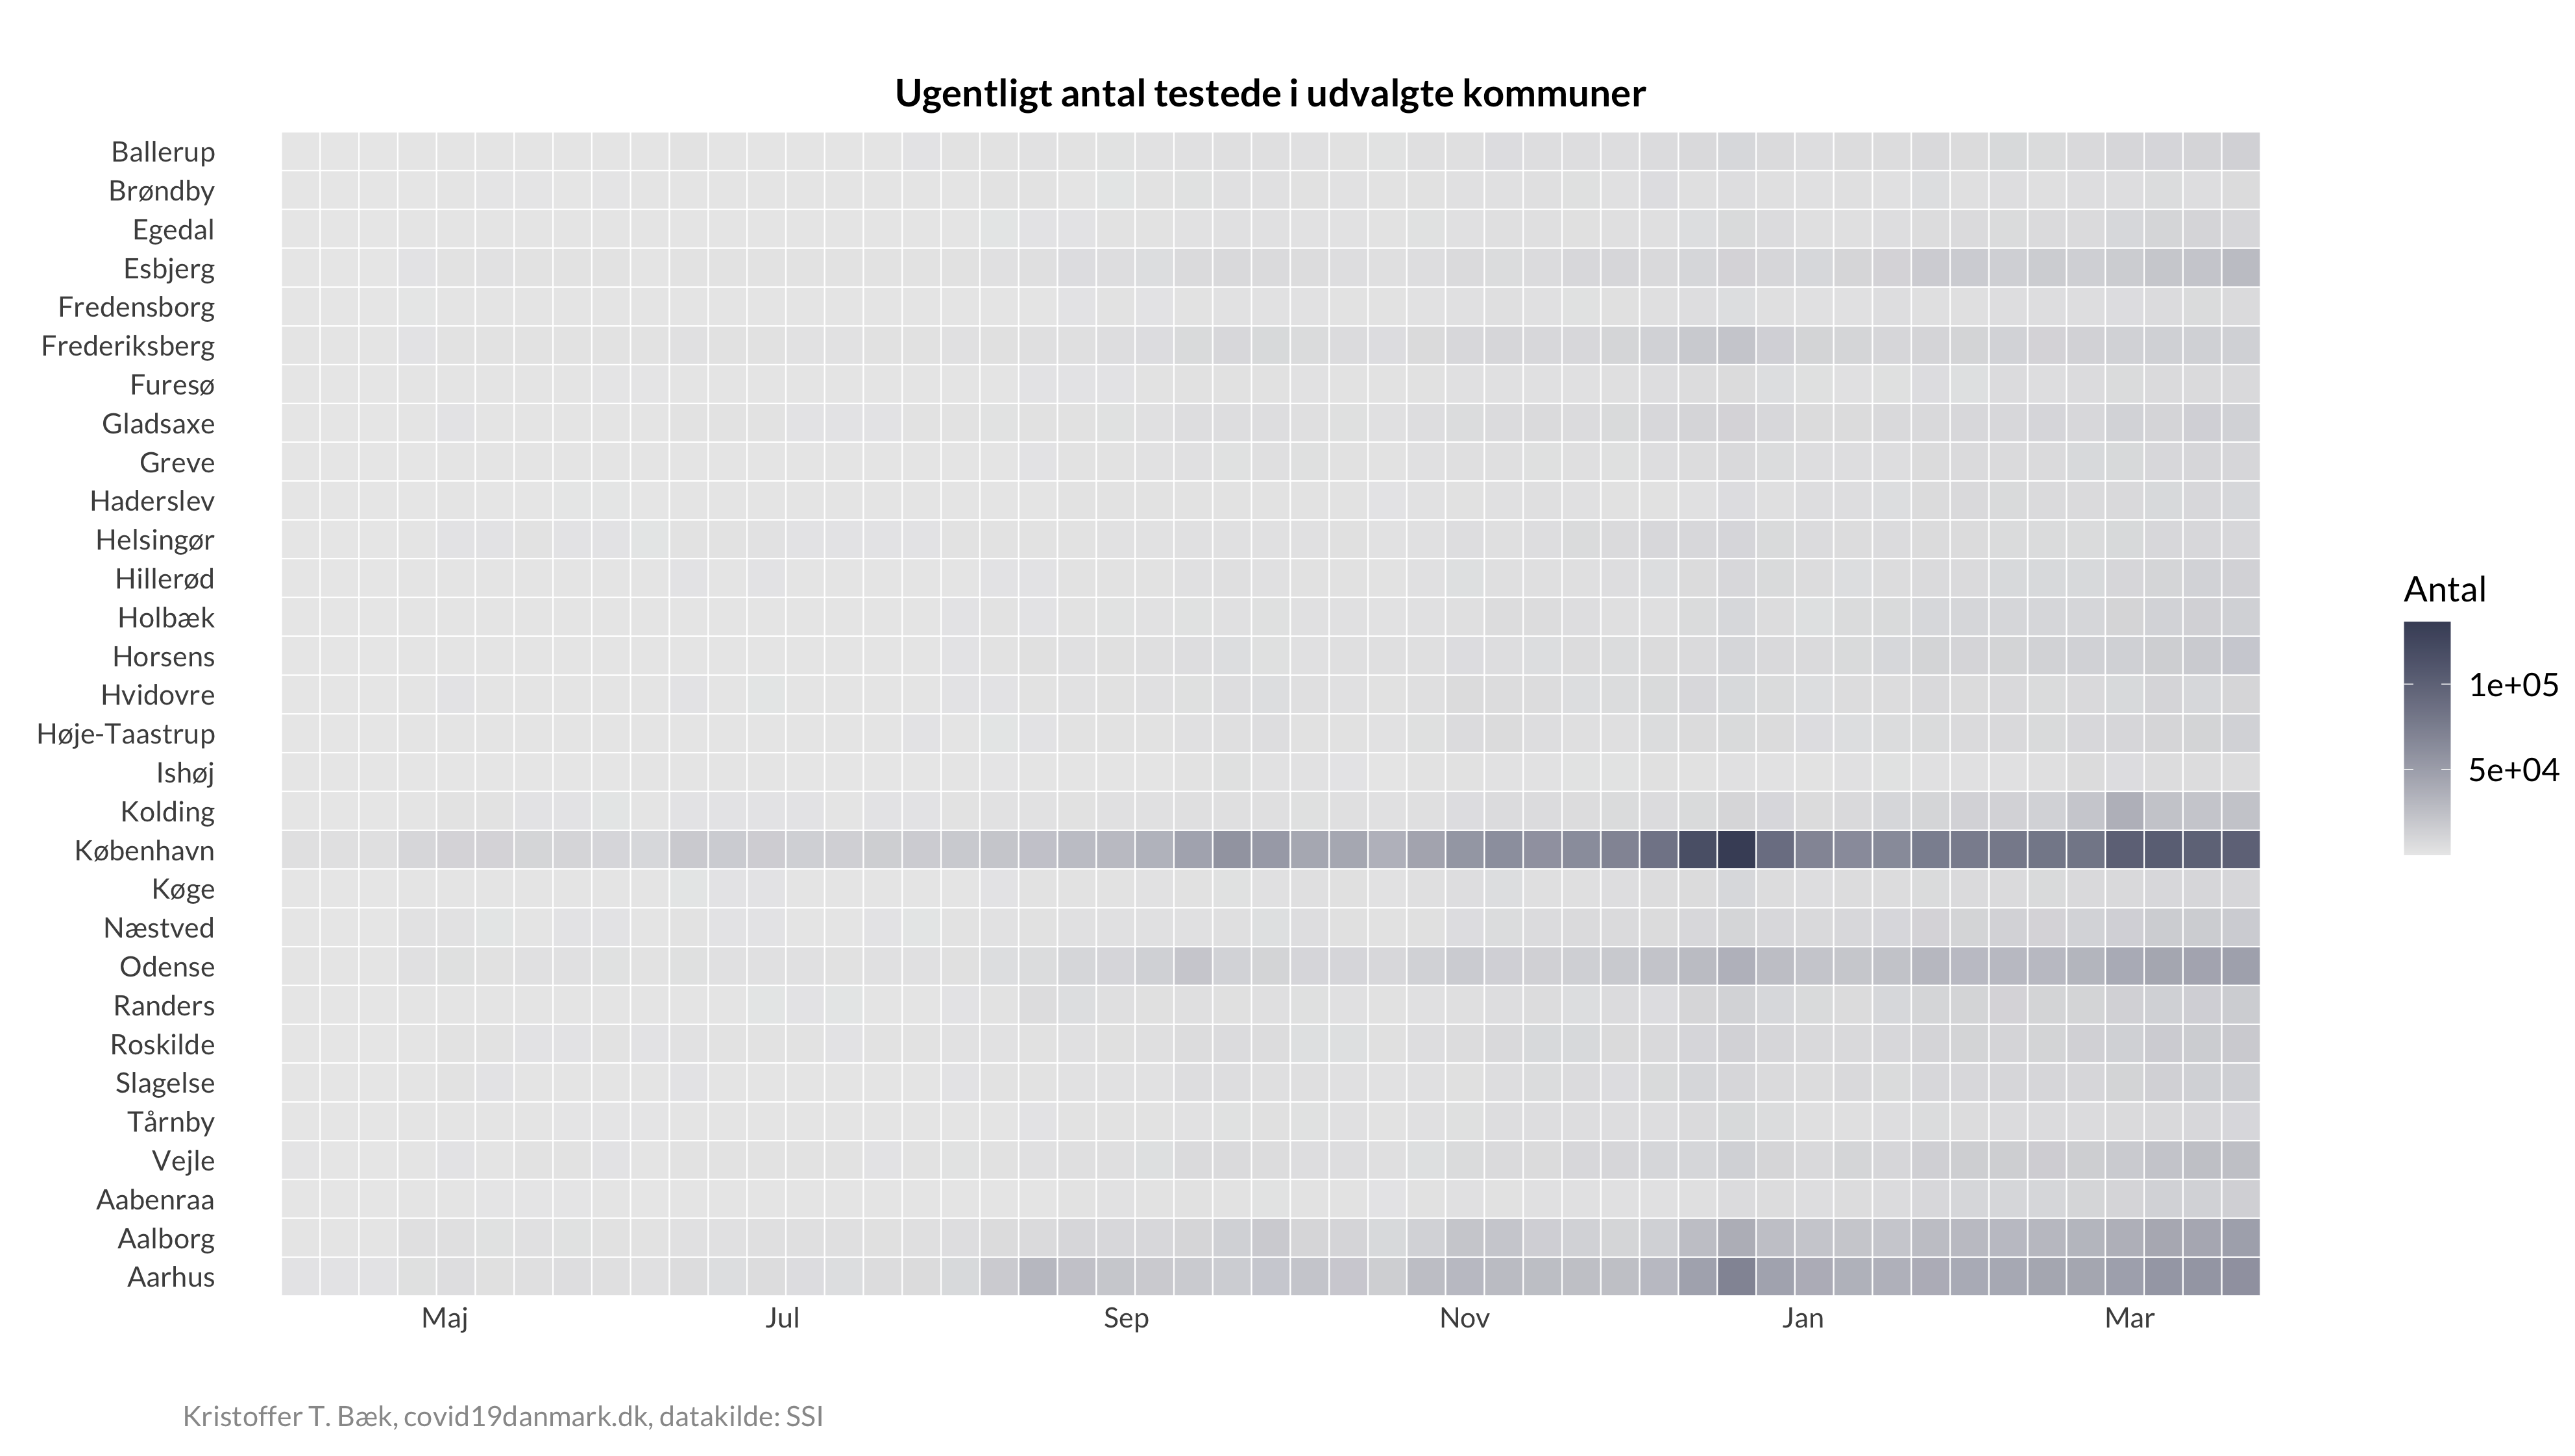 Ugentligt antal testede i udvalgte kommuner
Ballerup
Brøndby
Egedal
Esbjerg
Fredensborg
Frederiksberg
Furesø
Gladsaxe
Greve
Haderslev
Helsingør
Hillerød
Holbæk
Horsens
Hvidovre
Høje-Taastrup
Ishøj
Kolding
København
Køge
Næstved
Odense
Randers
Roskilde
Slagelse
Tårnby
Vejle
Aabenraa
Aalborg
Aarhus
Maj Jul Sep Nov Jan Mar
Antal
1e+05
5e+04
Kristoffer T. Bæk, covid19danmark.dk, datakilde: SSI